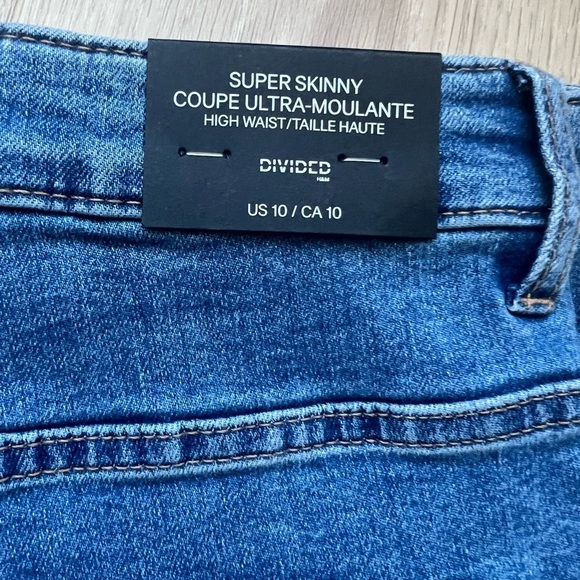 SUPER SKINNY
COUPE ULTRA-MOULANTE
HIGH WAIST/TAILLE HAUTE
DIVIDED
H&M
US 10 / CA 10